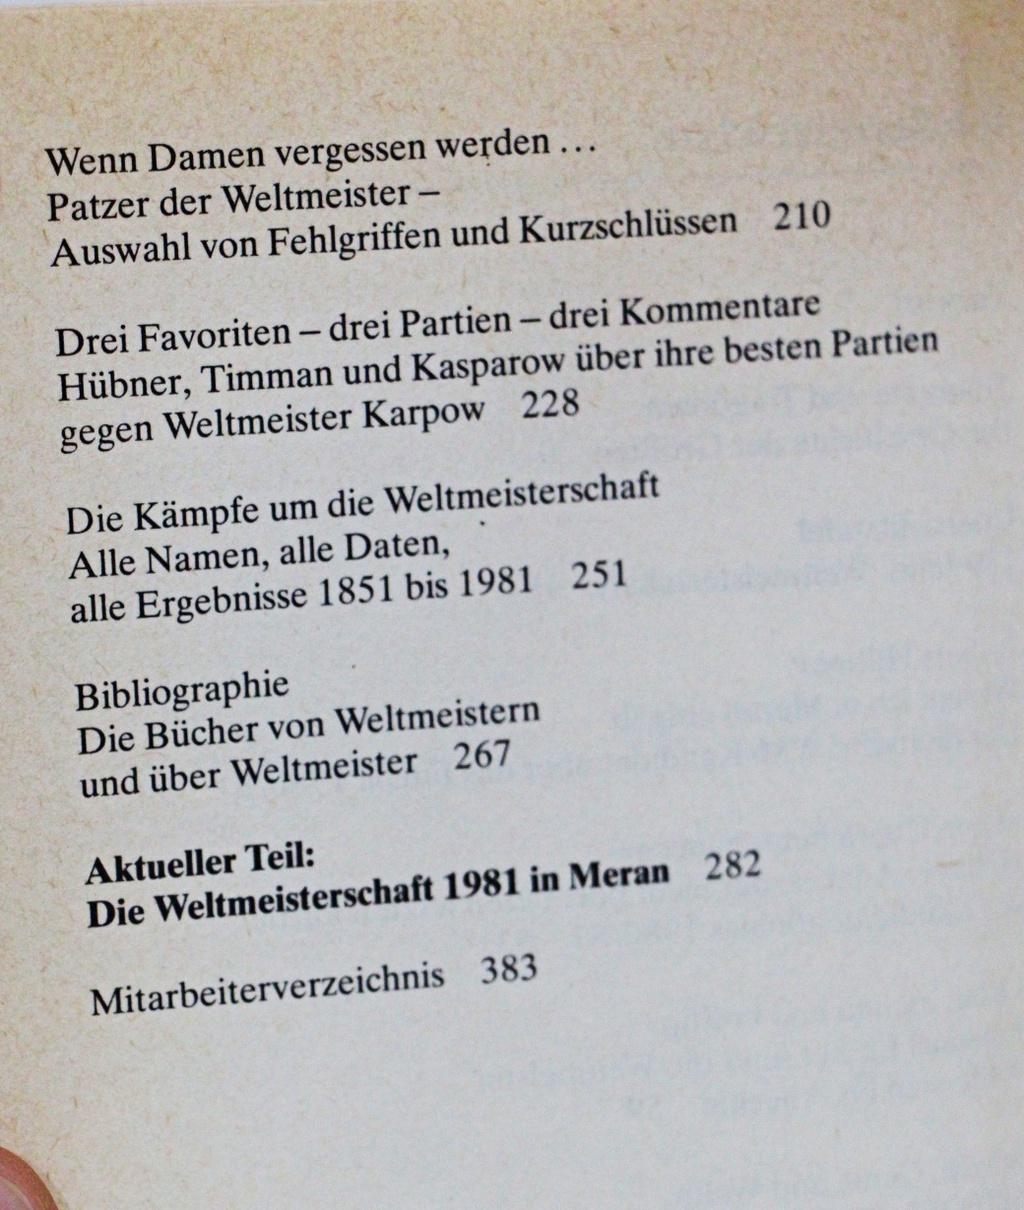 Wenn Damen vergessen werden ...
Patzer der Weltmeister –
Auswahl von Fehlgriffen und Kurzschlüssen 210
Drei Favoriten – drei Partien – drei Kommentare
Hübner, Timman und Kasparow über ihre besten Partien
gegen Weltmeister Karpow 228
Die Kämpfe um die Weltmeisterschaft
Alle Namen, alle Daten,
alle Ergebnisse 1851 bis 1981 251
Bibliographie
Die Bücher von Weltmeistern
und über Weltmeister 267
Aktueller Teil:
Die Weltmeisterschaft 1981 in Meran 282
Mitarbeiterverzeichnis 383